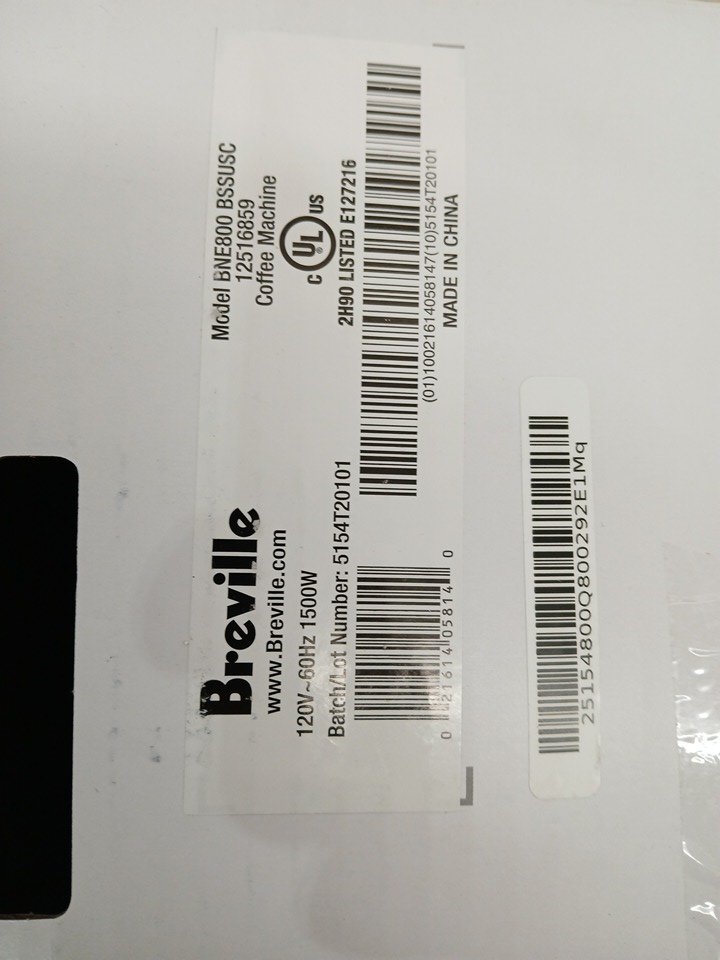 Breville
www.Breville.com
120V~60Hz 1500W
Batch/Lot Number: 5154T20101
0 21614 05814 0
Model BNE800 BSSUSC
12516859
Coffee Machine
C UL® US
2H90 LISTED E127216
(01)10021614058147(10)5154T20101
MADE IN CHINA
25154800Q800292E1Mq